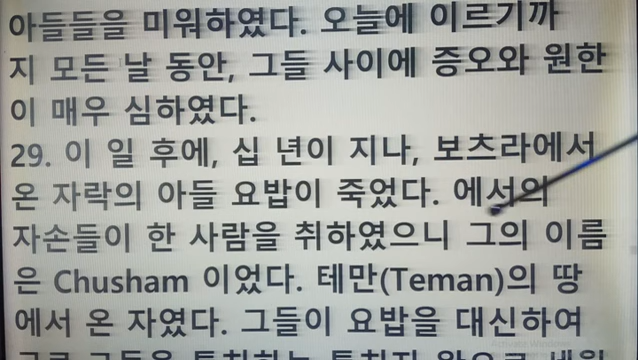 아들들을 미워하였다. 오늘에 이르기까
지 모든 날 동안, 그들 사이에 증오와 원한
이 매우 심하였다.
29. 이 일 후에, 십 년이 지나, 보츠라에서
온 자락의 아들 요밥이 죽었다. 에서의
자손들이 한 사람을 취하였으니 그의 이름
은 Chusham 이었다. 테만(Teman)의 땅
에서 온 자였다. 그들이 요밥을 대신하여
Activate Windows